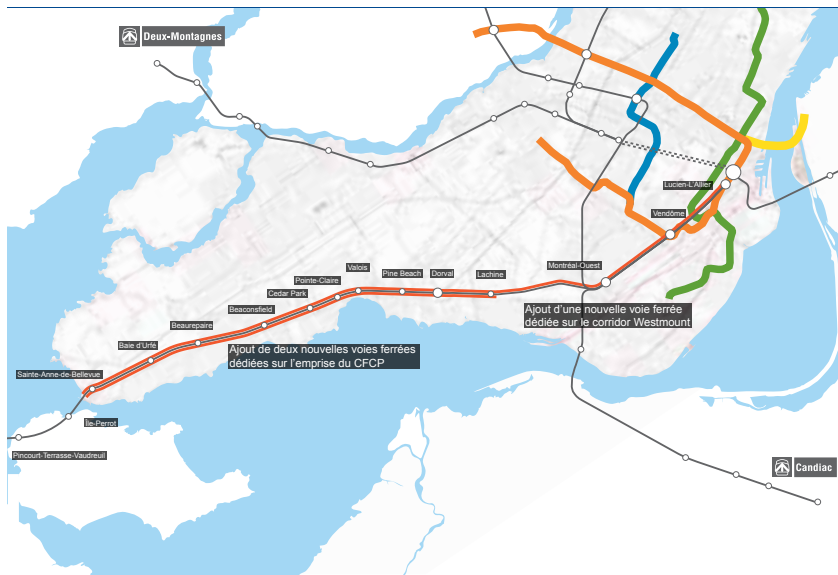 Deux-Montagnes
Lucien-L'Allier
Vendôme
Montréal-Ouest
Valois
Pine Beach
Dorval
Lachine
Pointe-Claire
Cedar Park
Beaconsfield
Beaurepaire
Baie d'Urfé
Sainte-Anne-de-Bellevue
Île-Perrot
Pincourt-Terrasse-Vaudreuil
Ajout d'une nouvelle voie ferrée
dédiée sur le corridor Westmount
Ajout de deux nouvelles voies ferrées
dédiées sur l'emprise du CFCP
Candiac